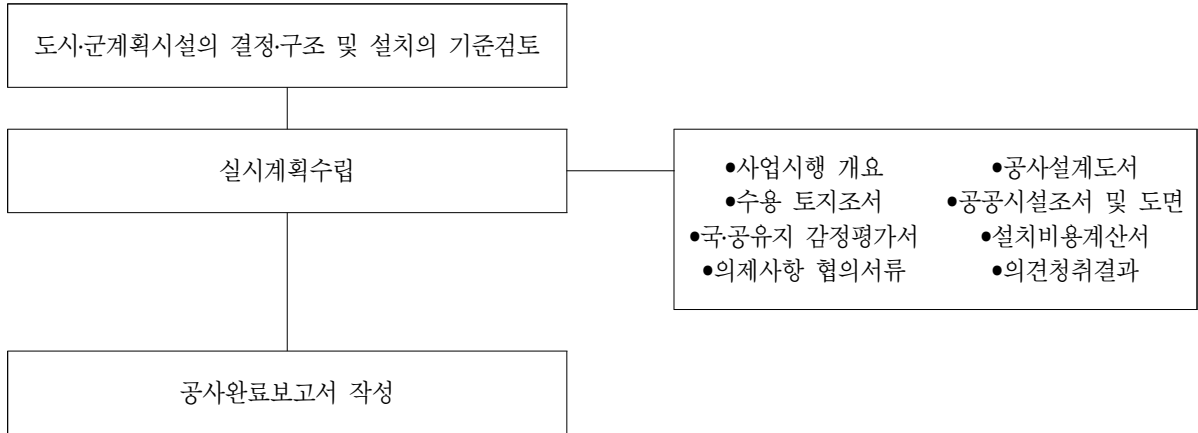 도시·군계획시설의 결정·구조 및 설치의 기준검토
실시계획수립
●사업시행 개요 ●공사설계도서
●수용 토지조서 ●공공시설조서 및 도면
●국·공유지 감정평가서 ●설치비용계산서
●의제사항 협의서류 ●의견청취결과
공사완료보고서 작성